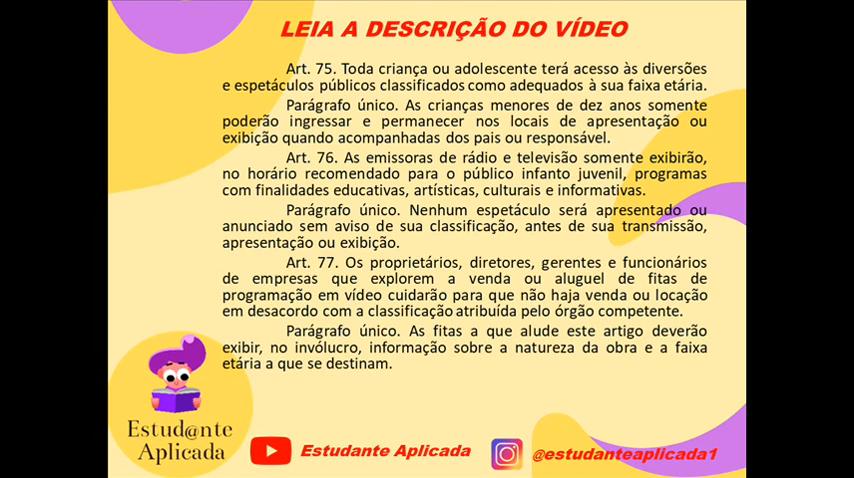 LEIA A DESCRIÇÃO DO VÍDEO
Art. 75. Toda criança ou adolescente terá acesso às diversões
e espetáculos públicos classificados como adequados à sua faixa etária.
Parágrafo único. As crianças menores de dez anos somente
poderão ingressar e permanecer nos locais de apresentação ou
exibição quando acompanhadas dos pais ou responsável.
Art. 76. As emissoras de rádio e televisão somente exibirão,
no horário recomendado para o público infanto juvenil, programas
com finalidades educativas, artísticas, culturais e informativas.
Parágrafo único. Nenhum espetáculo será apresentado ou
anunciado sem aviso de sua classificação, antes de sua transmissão,
apresentação ou exibição.
Art. 77. Os proprietários, diretores, gerentes e funcionários
de empresas que explorem a venda ou aluguel de fitas de
programação em vídeo cuidarão para que não haja venda ou locação
em desacordo com a classificação atribuída pelo órgão competente.
Parágrafo único. As fitas a que alude este artigo deverão
exibir, no invólucro, informação sobre a natureza da obra e a faixa
etária a que se destinam.
Estud@nte
Aplicada
Estudante Aplicada
@estudanteaplicada1